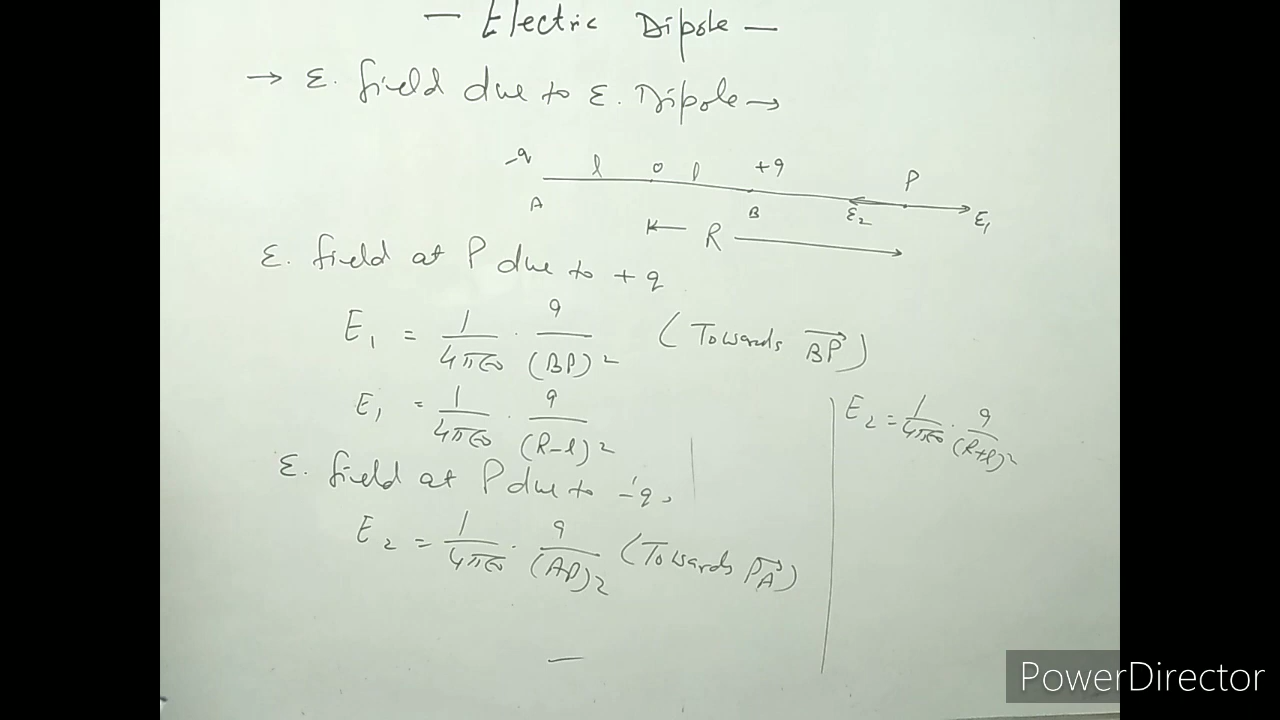 — Electric Dipole —
→ E. field due to E. Dipole →
-q l O l +q P
A B E₂ E₁
R
E. field at P due to + q
E₁ = 1/4πε₀ · q/(BP)² (Towards BP→)
E₁ = 1/4πε₀ · q/(R-l)²
E₂ = 1/4πε₀ · q/(R+l)²
E. field at P due to -q.
E₂ = 1/4πε₀ · q/(AP)² (Towards PA→)
PowerDirector